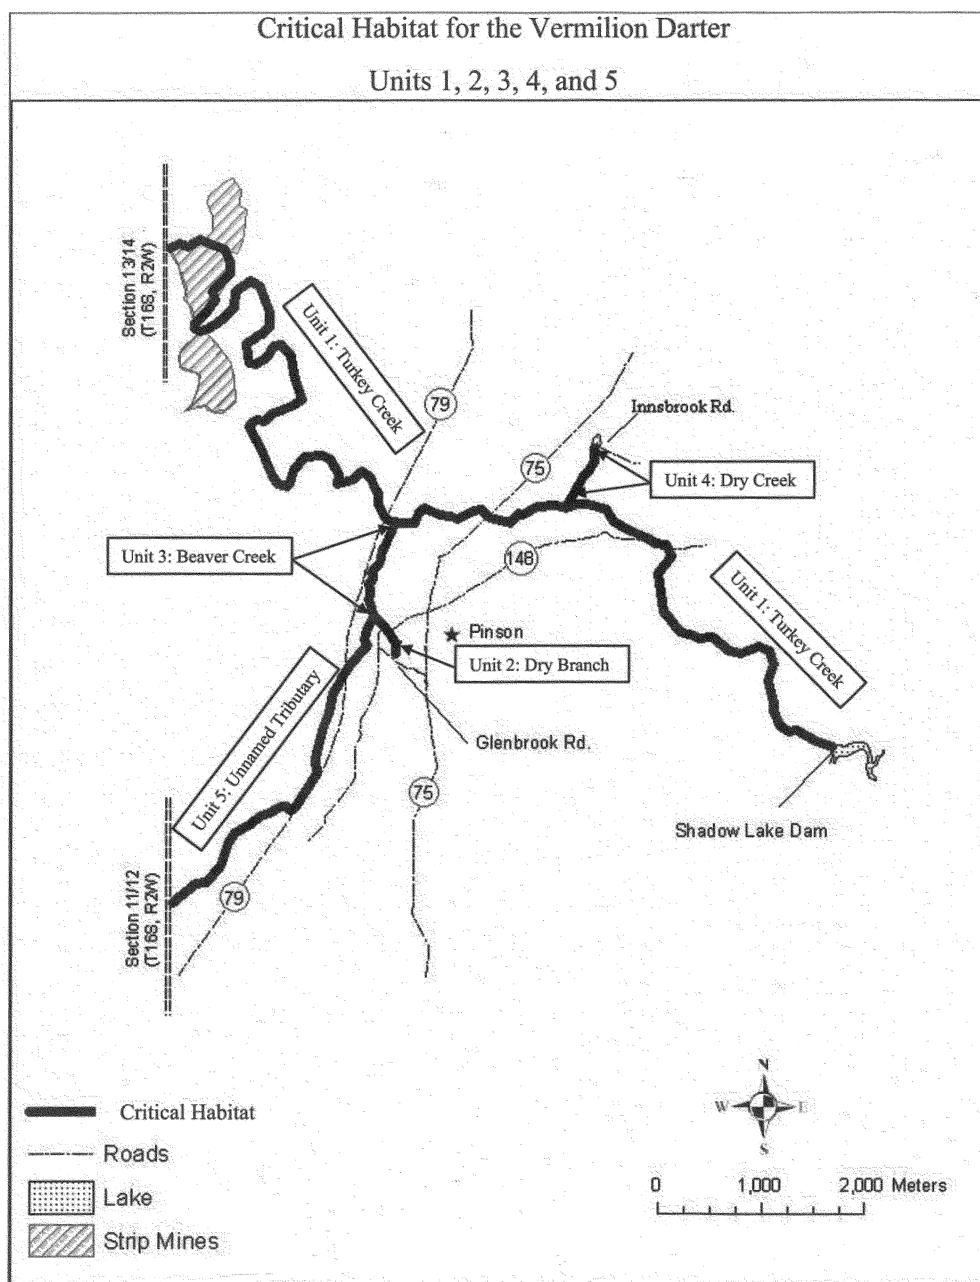 Critical Habitat for the Vermilion Darter
Units 1, 2, 3, 4, and 5
Section 13/14
(T16S, R2W)
Unit 1: Turkey Creek
79
75
Innsbrook Rd.
Unit 4: Dry Creek
Unit 3: Beaver Creek
148
Unit 1: Turkey Creek
Pinson
Unit 2: Dry Branch
Unit 5: Unnamed Tributary
Glenbrook Rd.
75
Shadow Lake Dam
Section 11/12
(T16S, R2W)
79
N
W E
S
Critical Habitat
Roads
Lake
Strip Mines
0 1,000 2,000 Meters